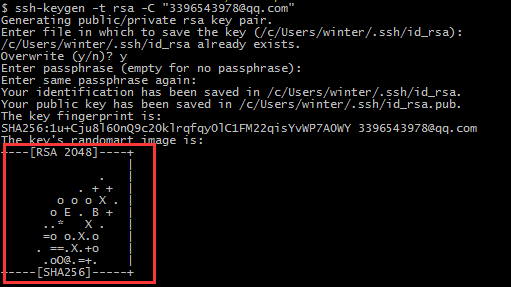 $ ssh-keygen -t rsa -C "3396543978@qq.com"
Generating public/private rsa key pair.
Enter file in which to save the key (/c/Users/winter/.ssh/id_rsa):
/c/Users/winter/.ssh/id_rsa already exists.
Overwrite (y/n)? y
Enter passphrase (empty for no passphrase):
Enter same passphrase again:
Your identification has been saved in /c/Users/winter/.ssh/id_rsa.
Your public key has been saved in /c/Users/winter/.ssh/id_rsa.pub.
The key fingerprint is:
SHA256:1u+Cju8l6OnQ9c2Oklrqfqy0lC1FM22qisYvWP7AOWY 3396543978@qq.com
The key's randomart image is:
----[RSA 2048]----+
                  |
              .   |
           . + +  |
        o o o X . |
       o E . B +  |
      ..*   X .   |
      =o o.X.o    |
     . ==.X.+o    |
      .oO@.=+.    |
----[SHA256]-----+